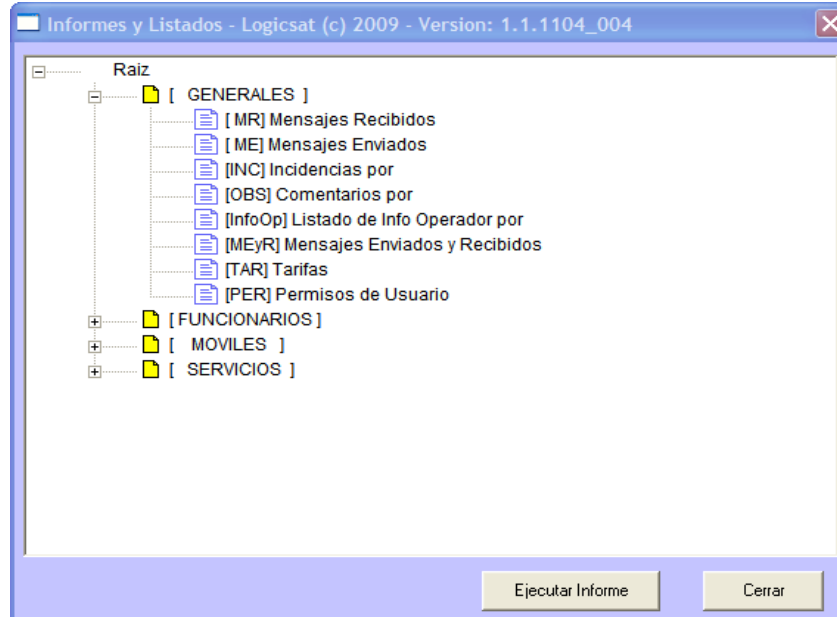 Informes y Listados - Logicsat (c) 2009 - Version: 1.1.1104_004
Raiz
[ GENERALES ]
[ MR] Mensajes Recibidos
[ ME] Mensajes Enviados
[INC] Incidencias por
[OBS] Comentarios por
[InfoOp] Listado de Info Operador por
[MEyR] Mensajes Enviados y Recibidos
[TAR] Tarifas
[PER] Permisos de Usuario
[ FUNCIONARIOS ]
[ MOVILES ]
[ SERVICIOS ]
Ejecutar Informe Cerrar